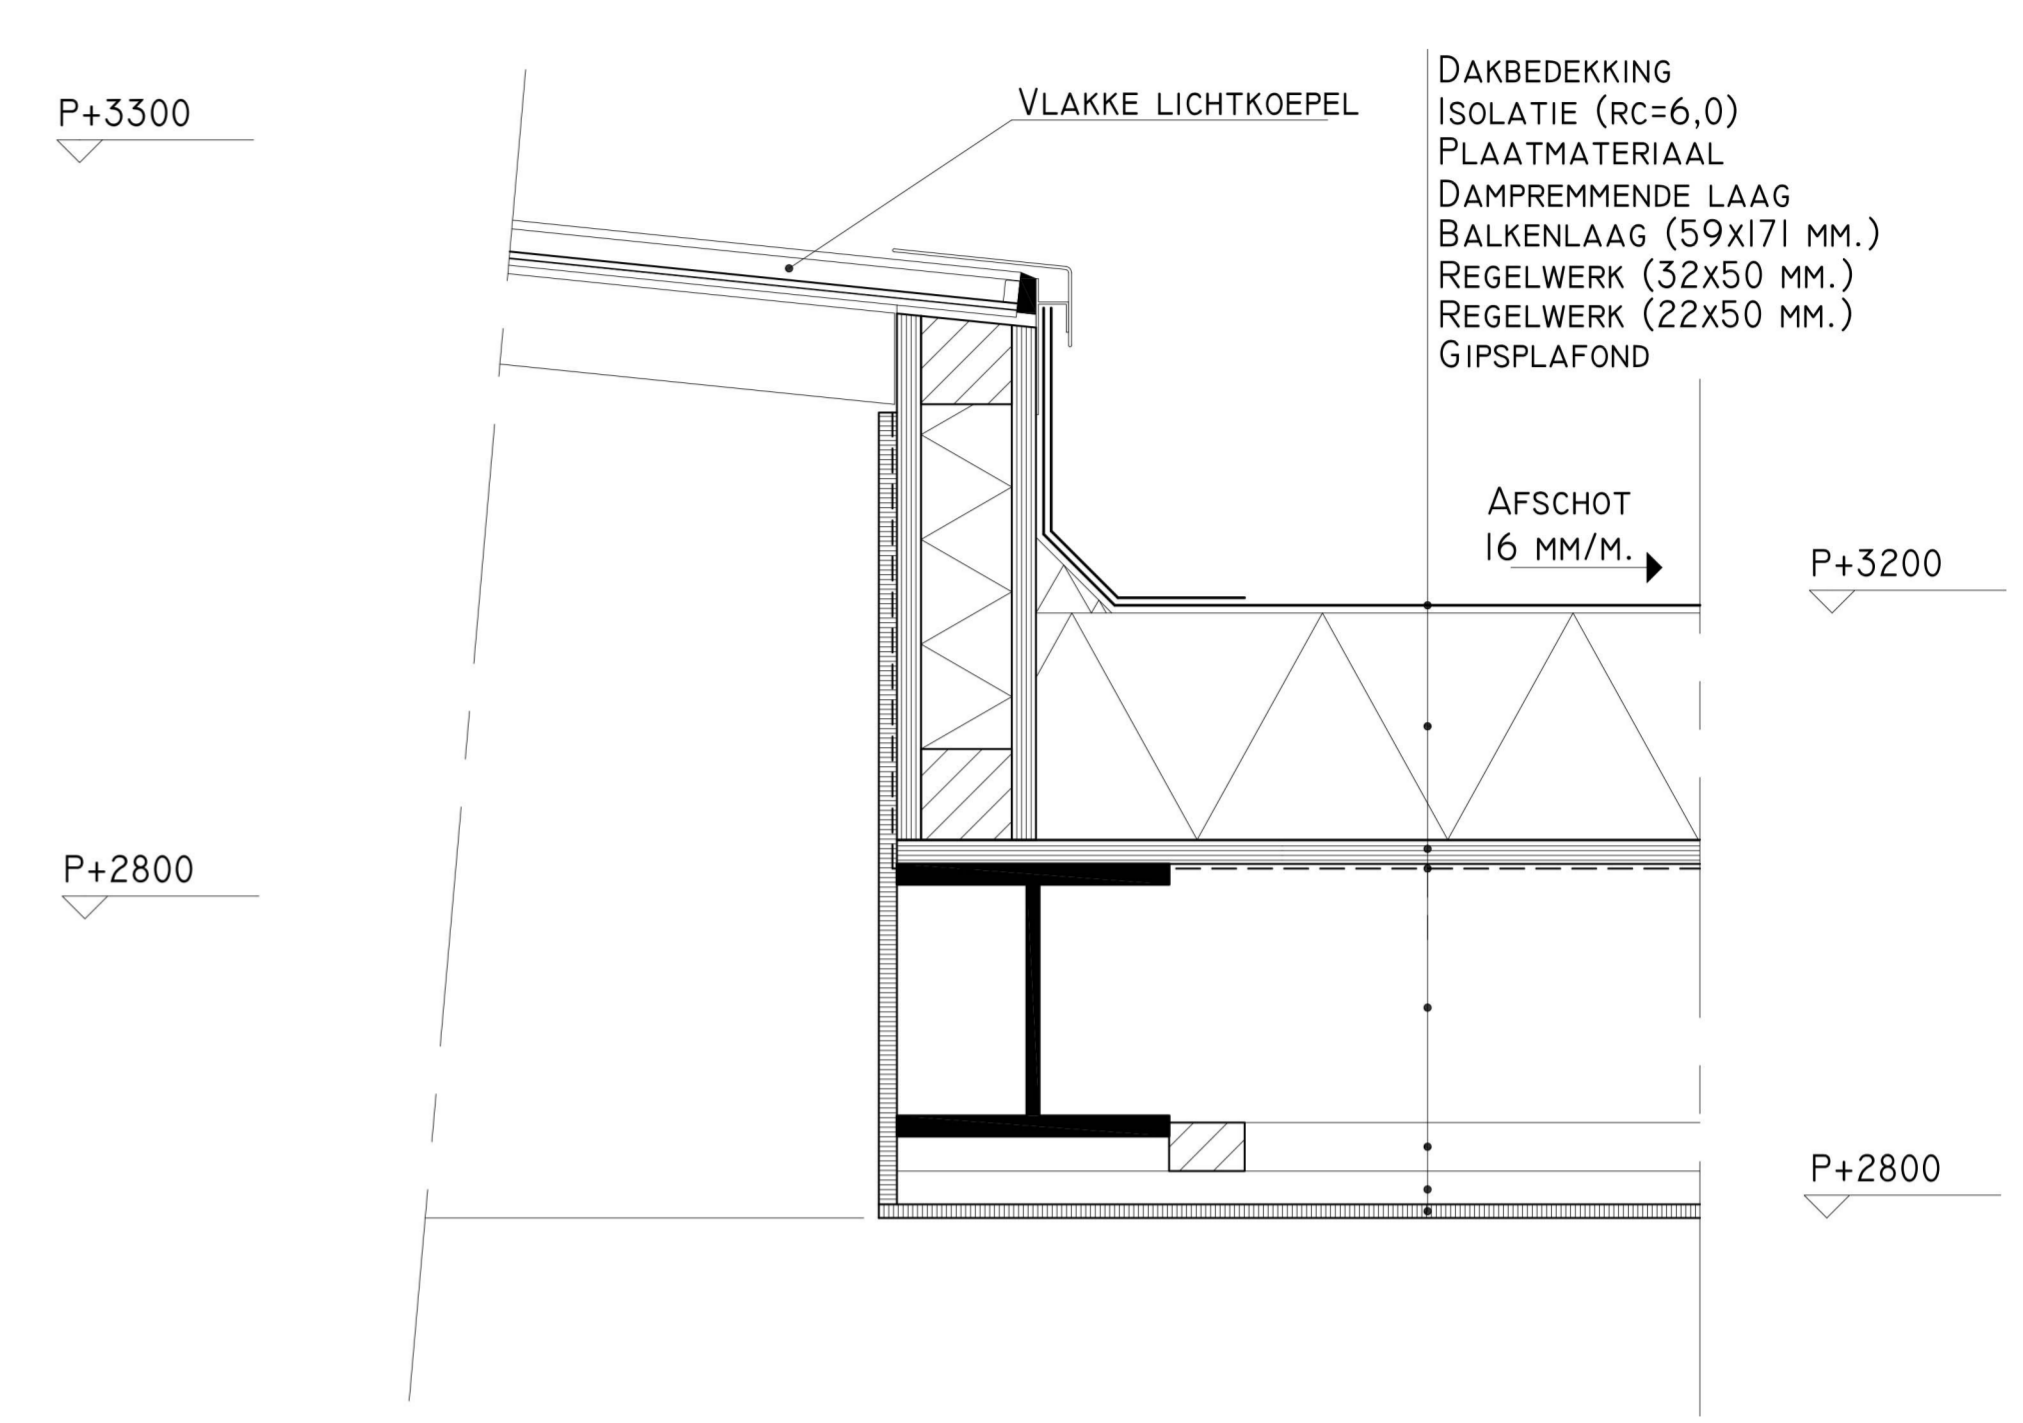 P+3300
VLAKKE LICHTKOEPEL
DAKBEDEKKING
ISOLATIE (RC=6,0)
PLAATMATERIAAL
DAMPREMMENDE LAAG
BALKENLAAG (59X171 MM.)
REGELWERK (32X50 MM.)
REGELWERK (22X50 MM.)
GIPSPLAFOND
AFSCHOT
16 MM/M.
P+3200
P+2800
P+2800